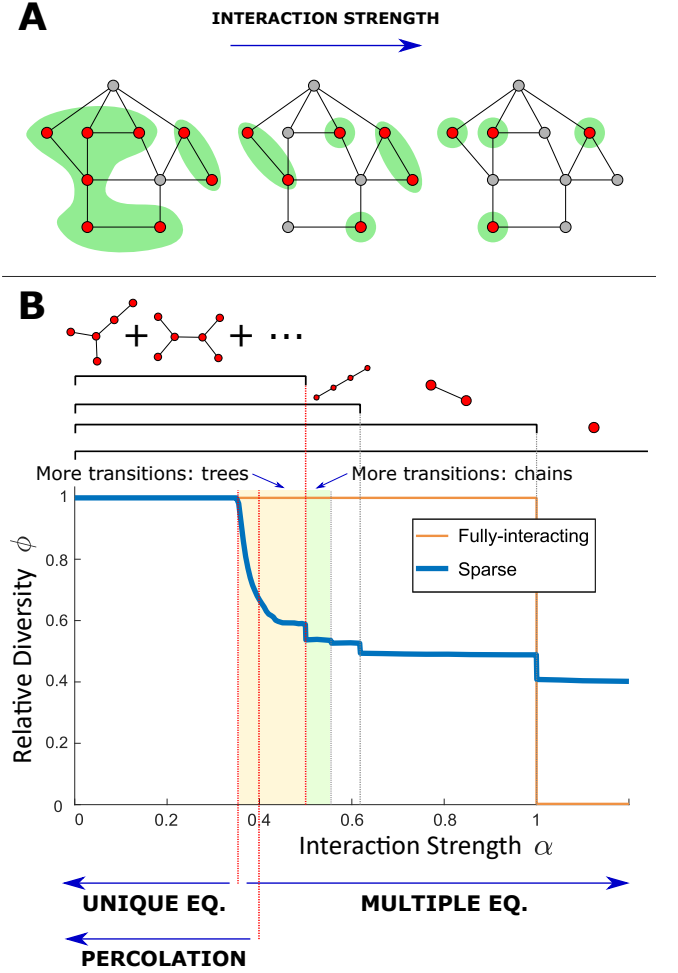 A
INTERACTION STRENGTH
B
+ + ...
More transitions: trees
More transitions: chains
1
0.8
0.6
0.4
0.2
0
Relative Diversity ϕ
Fully-interacting
Sparse
0 0.2 0.4 0.6 0.8 1
Interaction Strength α
UNIQUE EQ.
MULTIPLE EQ.
PERCOLATION